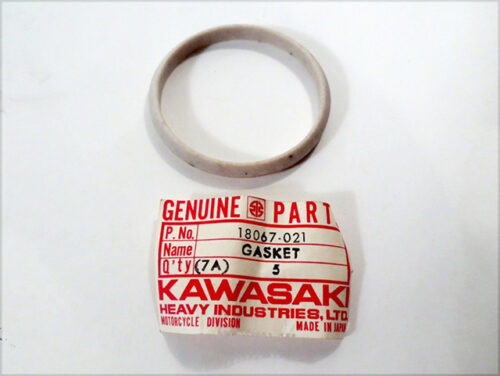 GENUINE PART
P. No. 18067-021
Name GASKET
Q'ty (7A) 5
KAWASAKI
HEAVY INDUSTRIES, LTD.
MOTORCYCLE DIVISION MADE IN JAPAN